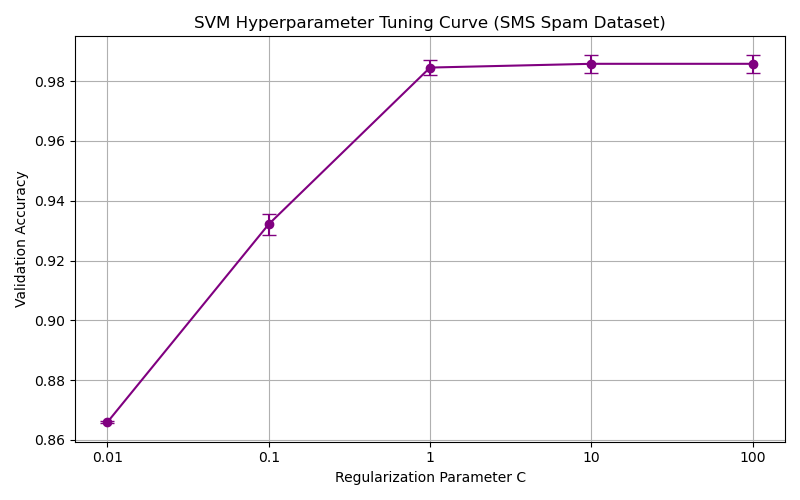 SVM Hyperparameter Tuning Curve (SMS Spam Dataset)
Validation Accuracy
0.98
0.96
0.94
0.92
0.90
0.88
0.86
0.01 0.1 1 10 100
Regularization Parameter C